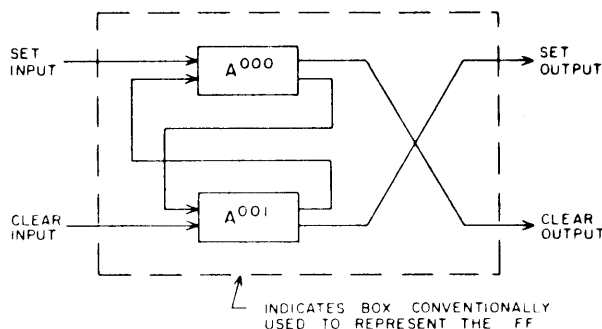 SET
INPUT
A000
SET
OUTPUT
CLEAR
INPUT
A001
CLEAR
OUTPUT
INDICATES BOX CONVENTIONALLY
USED TO REPRESENT THE FF